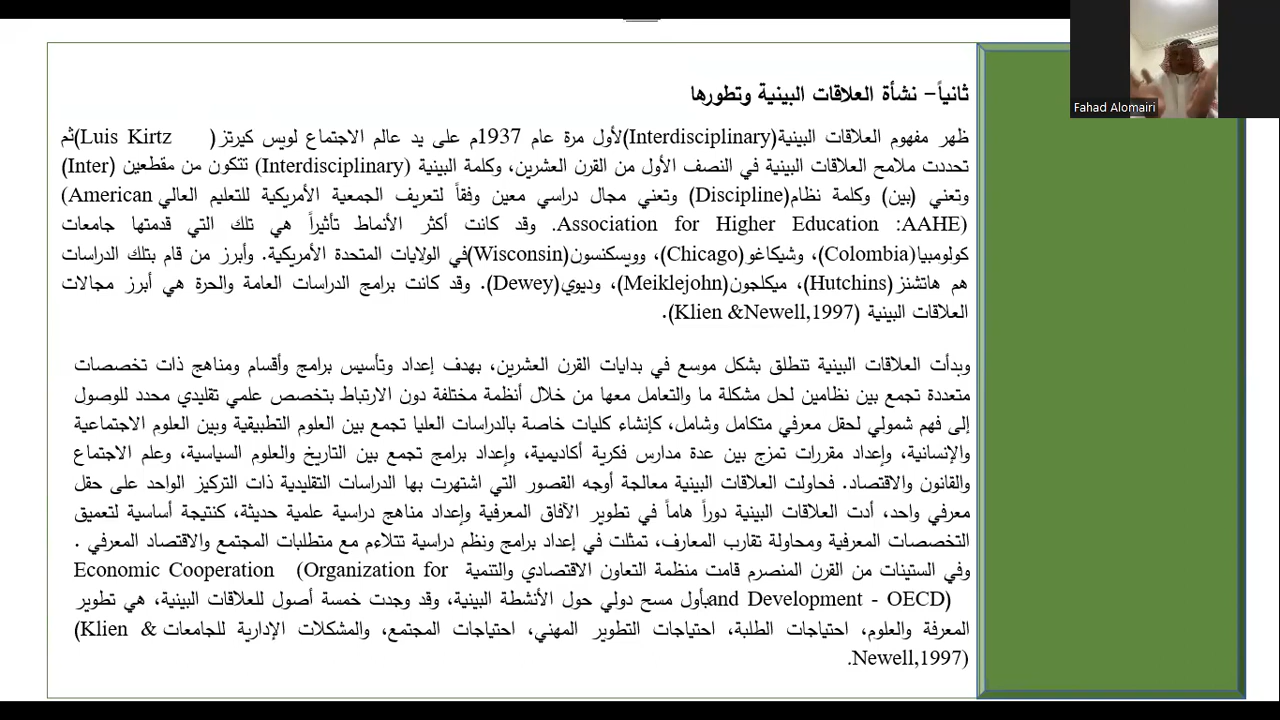 Fahad Alomairi
ثانياً- نشأة العلاقات البينية وتطورها
ظهر مفهوم العلاقات البينية(Interdisciplinary)لأول مرة عام 1937م على يد عالم الاجتماع لويس كيرتز( Luis Kirtz)ثم
تحددت ملامح العلاقات البينية في النصف الأول من القرن العشرين، وكلمة البينية (Interdisciplinary) تتكون من مقطعين (Inter)
وتعني (بين) وكلمة نظام(Discipline) وتعني مجال دراسي معين وفقاً لتعريف الجمعية الأمريكية للتعليم العالي American)
Association for Higher Education :AAHE). وقد كانت أكثر الأنماط تأثيراً هي تلك التي قدمتها جامعات
كولومبيا(Colombia)، وشيكاغو(Chicago)، وويسكنسون(Wisconsin)في الولايات المتحدة الأمريكية. وأبرز من قام بتلك الدراسات
هم هاتشنز(Hutchins)، ميكلجون(Meiklejohn)، وديوي(Dewey). وقد كانت برامج الدراسات العامة والحرة هي أبرز مجالات
العلاقات البينية (Klien &Newell,1997).
وبدأت العلاقات البينية تنطلق بشكل موسع في بدايات القرن العشرين، بهدف إعداد وتأسيس برامج وأقسام ومناهج ذات تخصصات
متعددة تجمع بين نظامين لحل مشكلة ما والتعامل معها من خلال أنظمة مختلفة دون الارتباط بتخصص علمي تقليدي محدد للوصول
إلى فهم شمولي لحقل معرفي متكامل وشامل، كإنشاء كليات خاصة بالدراسات العليا تجمع بين العلوم التطبيقية وبين العلوم الاجتماعية
والإنسانية، وإعداد مقررات تمزج بين عدة مدارس فكرية أكاديمية، وإعداد برامج تجمع بين التاريخ والعلوم السياسية، وعلم الاجتماع
والقانون والاقتصاد. فحاولت العلاقات البينية معالجة أوجه القصور التي اشتهرت بها الدراسات التقليدية ذات التركيز الواحد على حقل
معرفي واحد، أدت العلاقات البينية دوراً هاماً في تطوير الآفاق المعرفية وإعداد مناهج دراسية علمية حديثة، كنتيجة أساسية لتعميق
التخصصات المعرفية ومحاولة تقارب المعارف، تمثلت في إعداد برامج ونظم دراسية تتلاءم مع متطلبات المجتمع والاقتصاد المعرفي .
وفي الستينات من القرن المنصرم قامت منظمة التعاون الاقتصادي والتنمية Economic Cooperation (Organization for
and Development - OECD)بأول مسح دولي حول الأنشطة البينية، وقد وجدت خمسة أصول للعلاقات البينية، هي تطوير
المعرفة والعلوم، احتياجات الطلبة، احتياجات التطوير المهني، احتياجات المجتمع، والمشكلات الإدارية للجامعات Klien &)
Newell,1997).